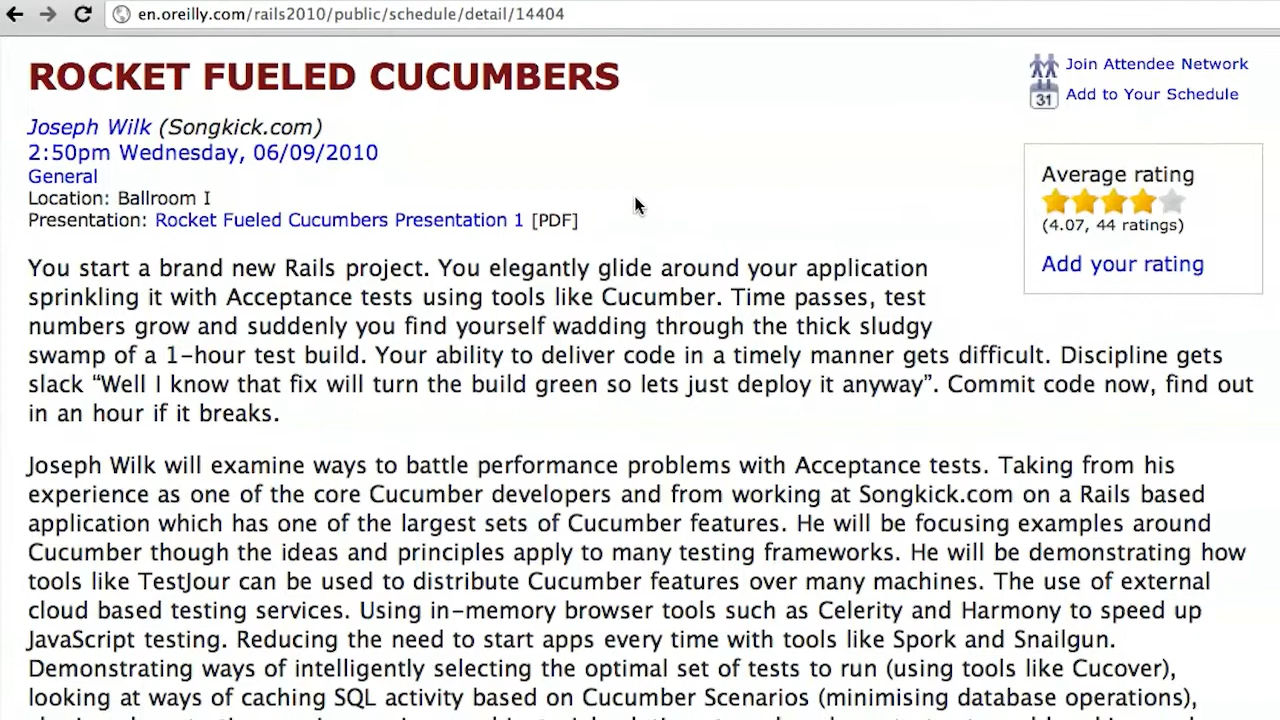 en.oreilly.com/rails2010/public/schedule/detail/14404
ROCKET FUELED CUCUMBERS
Join Attendee Network
31 Add to Your Schedule
Joseph Wilk (Songkick.com)
2:50pm Wednesday, 06/09/2010
General
Location: Ballroom I
Presentation: Rocket Fueled Cucumbers Presentation 1 [PDF]
Average rating
(4.07, 44 ratings)
Add your rating
You start a brand new Rails project. You elegantly glide around your application
sprinkling it with Acceptance tests using tools like Cucumber. Time passes, test
numbers grow and suddenly you find yourself wadding through the thick sludgy
swamp of a 1-hour test build. Your ability to deliver code in a timely manner gets difficult. Discipline gets
slack “Well I know that fix will turn the build green so lets just deploy it anyway”. Commit code now, find out
in an hour if it breaks.
Joseph Wilk will examine ways to battle performance problems with Acceptance tests. Taking from his
experience as one of the core Cucumber developers and from working at Songkick.com on a Rails based
application which has one of the largest sets of Cucumber features. He will be focusing examples around
Cucumber though the ideas and principles apply to many testing frameworks. He will be demonstrating how
tools like TestJour can be used to distribute Cucumber features over many machines. The use of external
cloud based testing services. Using in-memory browser tools such as Celerity and Harmony to speed up
JavaScript testing. Reducing the need to start apps every time with tools like Spork and Snailgun.
Demonstrating ways of intelligently selecting the optimal set of tests to run (using tools like Cucover),
looking at ways of caching SQL activity based on Cucumber Scenarios (minimising database operations),